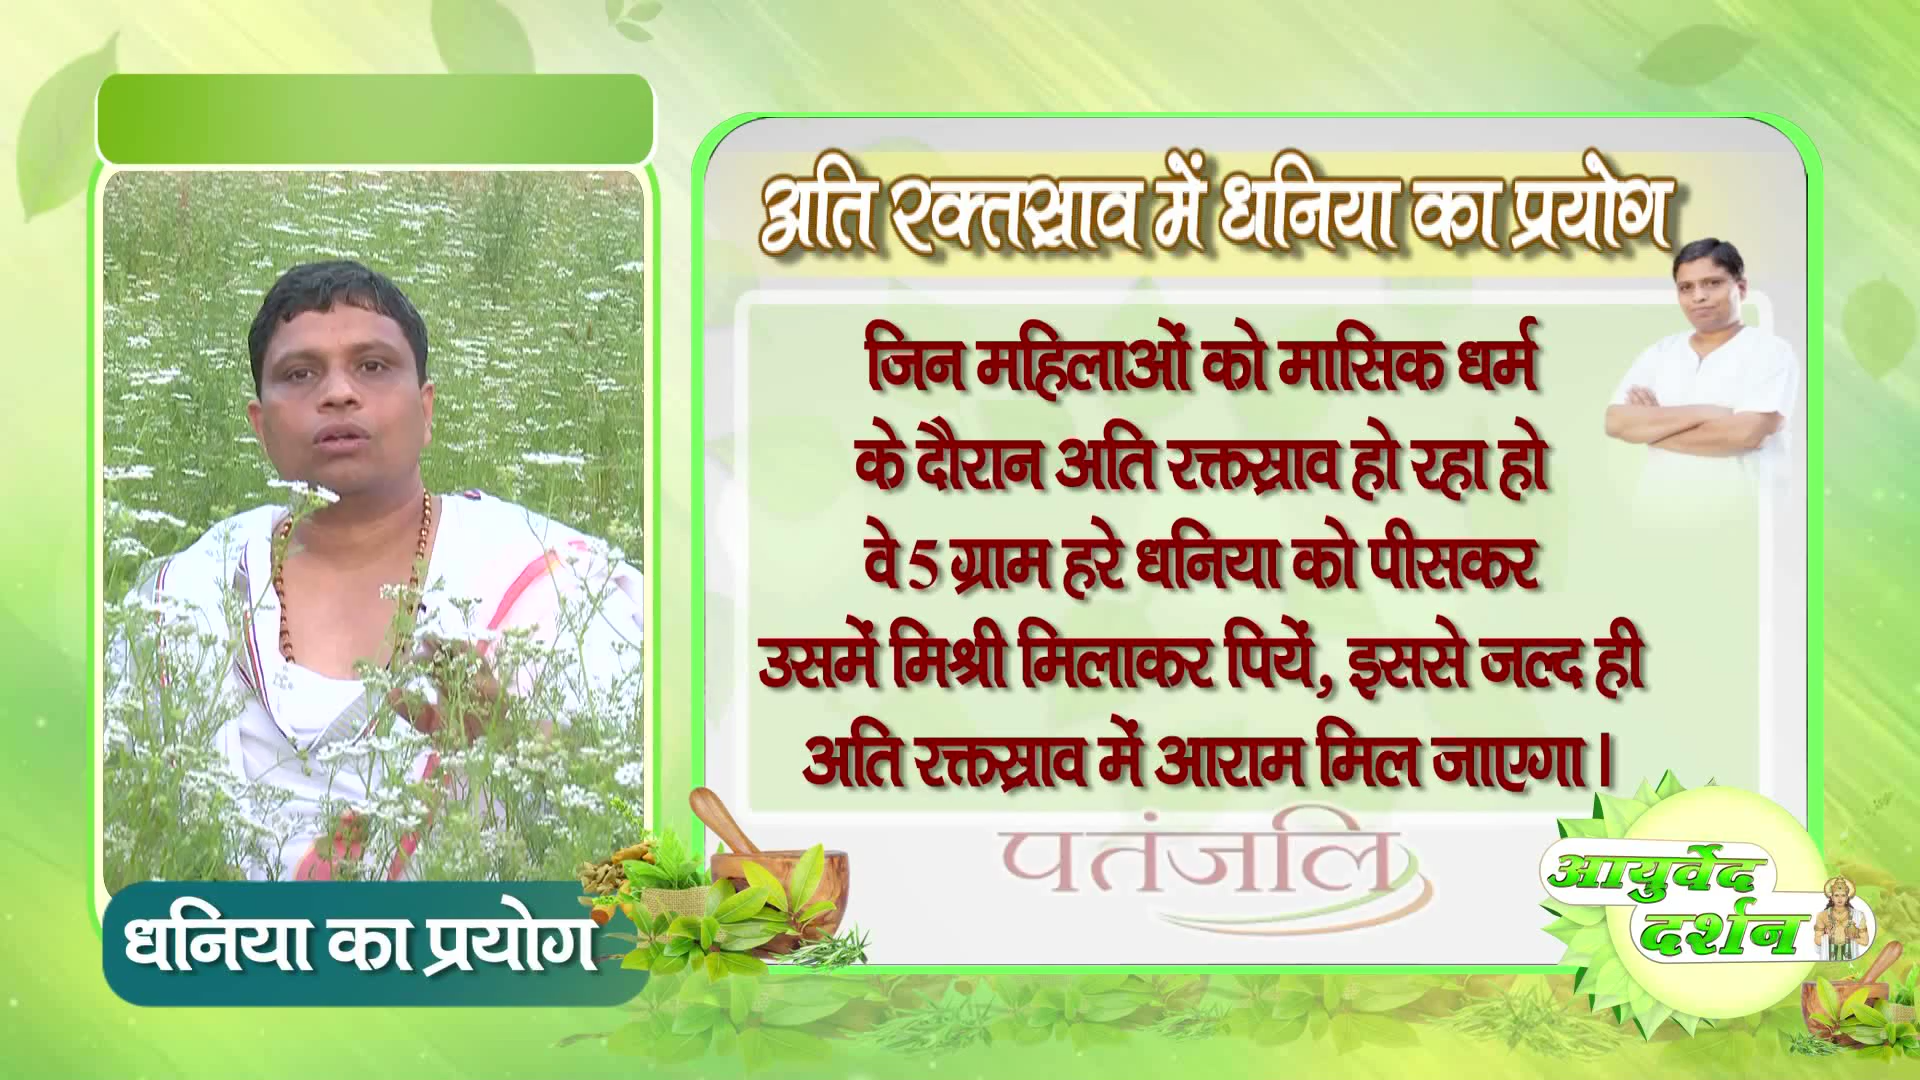 अति रक्तस्राव में धनिया का प्रयोग
जिन महिलाओं को मासिक धर्म
के दौरान अति रक्तस्राव हो रहा हो
वे 5 ग्राम हरे धनिया को पीसकर
उसमें मिश्री मिलाकर पियें, इससे जल्द ही
अति रक्तस्राव में आराम मिल जाएगा।
पतंजलि
धनिया का प्रयोग
आयुर्वेद
दर्शन